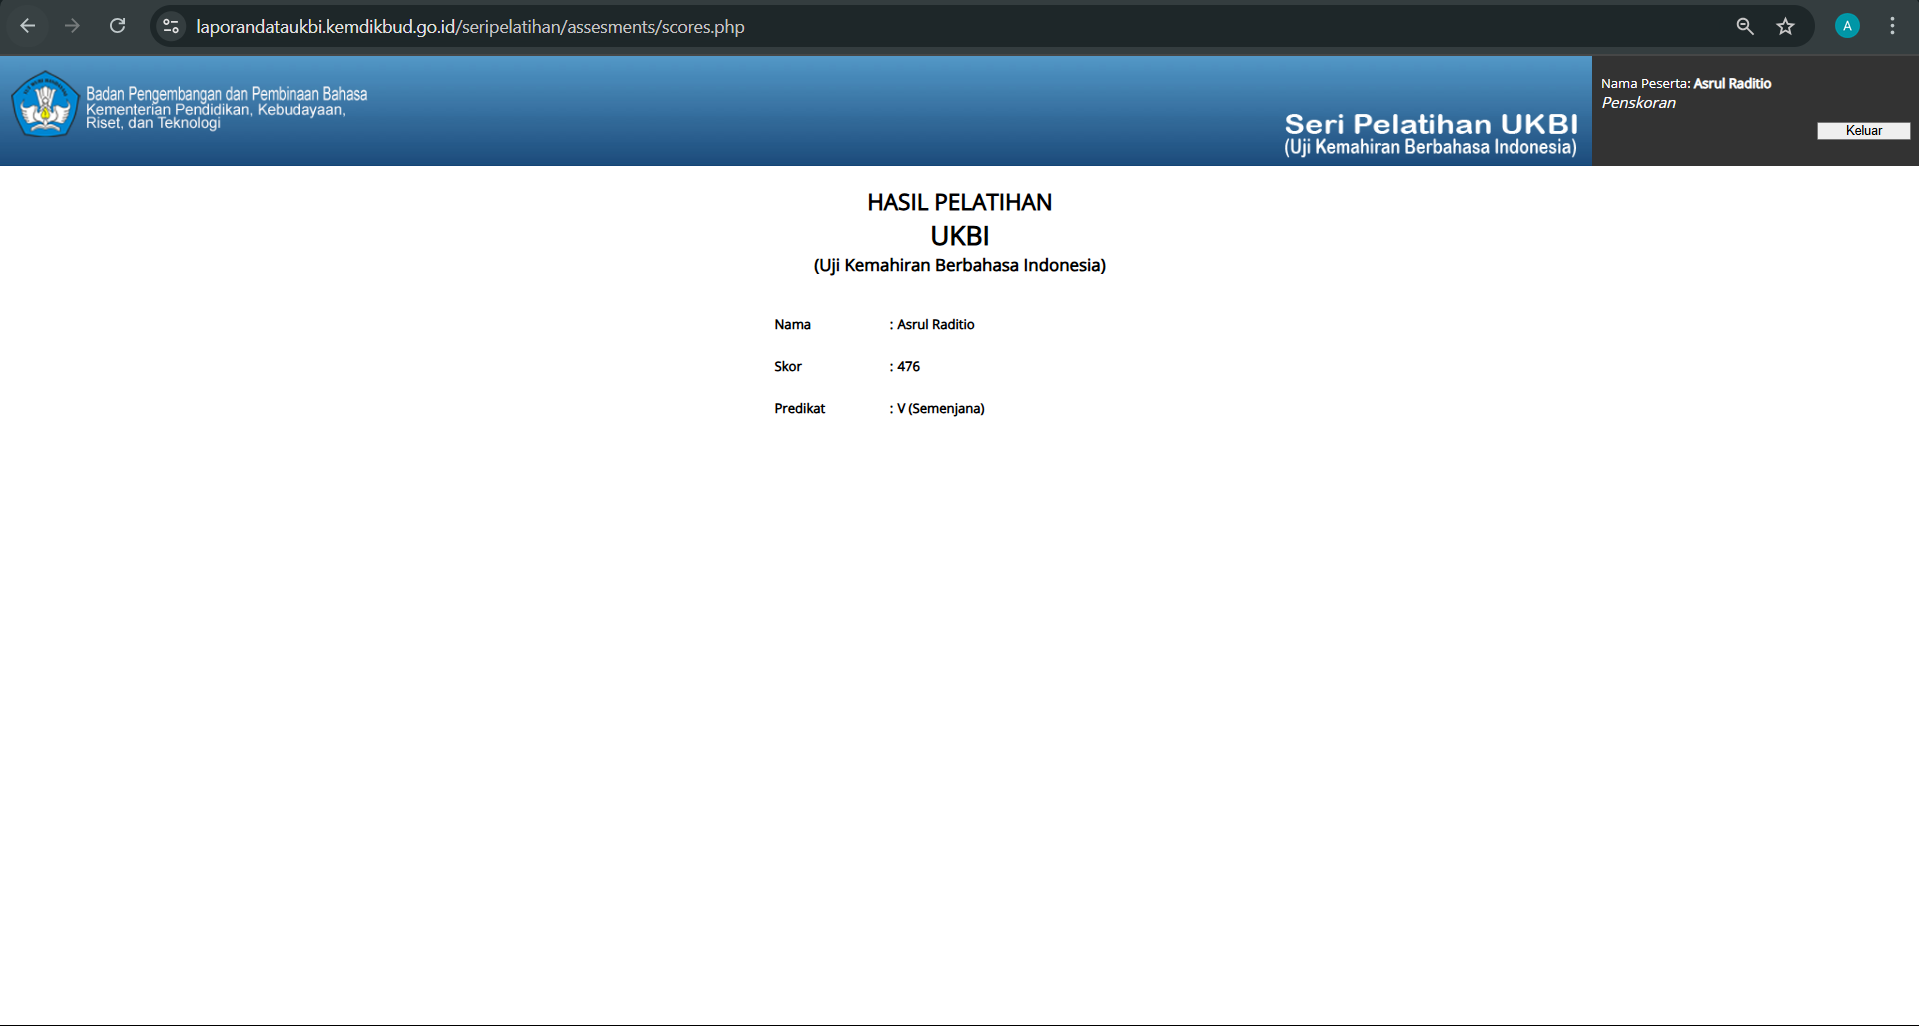 laporandataukbi.kemdikbud.go.id/seripelatihan/assesments/scores.php
A
Badan Pengembangan dan Pembinaan Bahasa
Kementerian Pendidikan, Kebudayaan,
Riset, dan Teknologi
Seri Pelatihan UKBI
(Uji Kemahiran Berbahasa Indonesia)
Nama Peserta: Asrul Raditio
Penskoran
Keluar
HASIL PELATIHAN
UKBI
(Uji Kemahiran Berbahasa Indonesia)
Nama : Asrul Raditio
Skor : 476
Predikat : V (Semenjana)